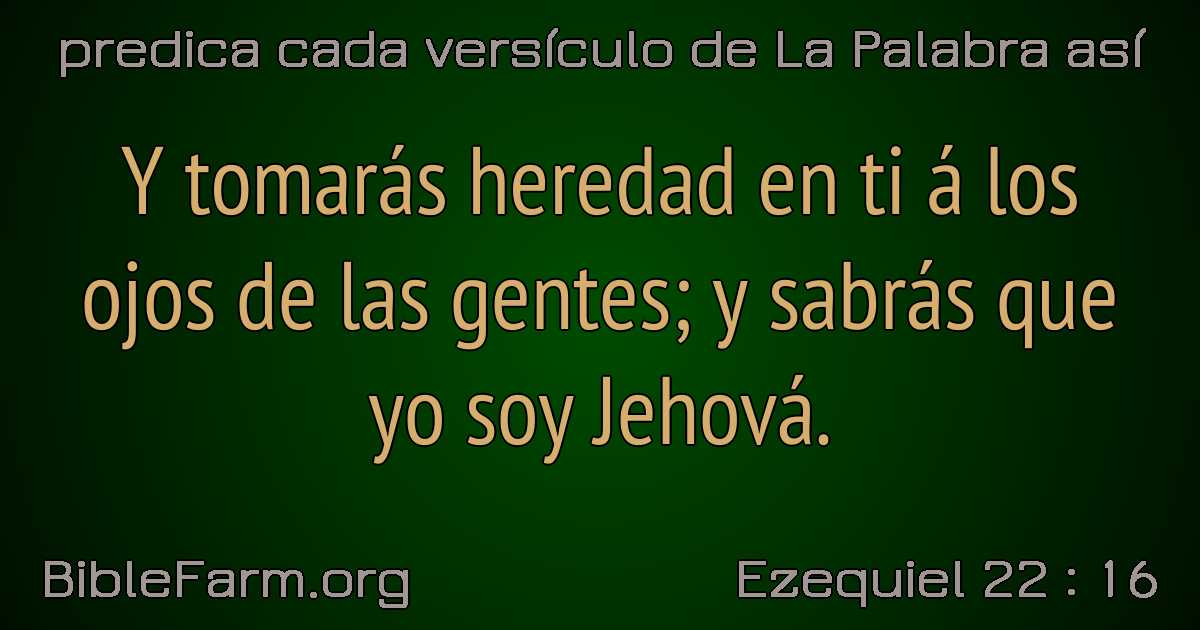 predica cada versículo de La Palabra así
Y tomarás heredad en ti á los
ojos de las gentes; y sabrás que
yo soy Jehová.
BibleFarm.org
Ezequiel 22 : 16